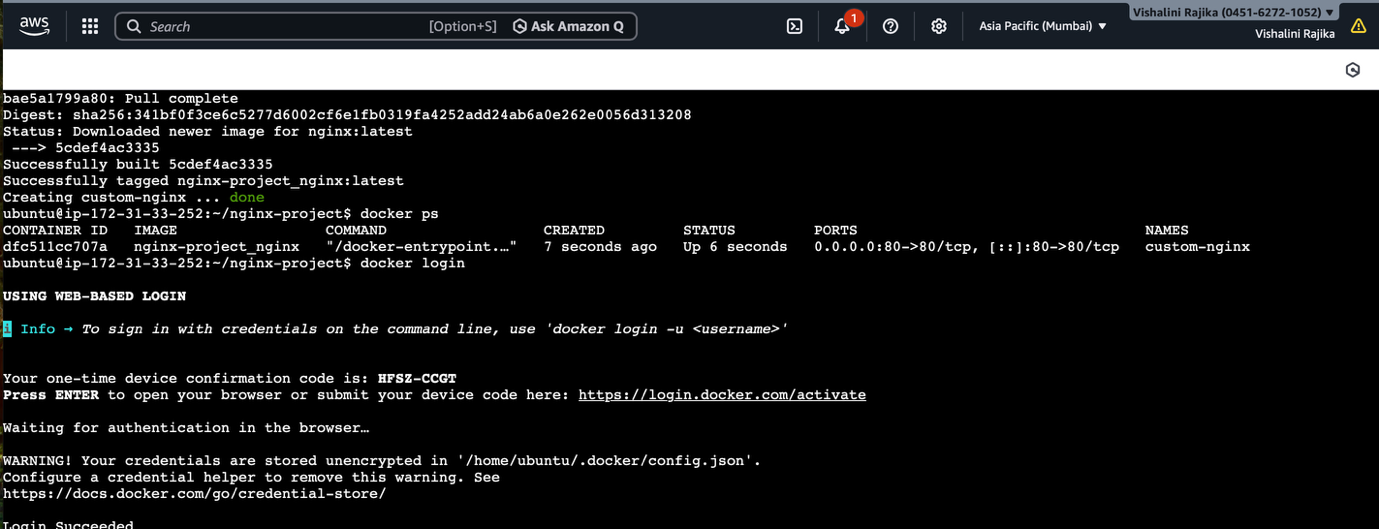 aws
Search [Option+S] Ask Amazon Q 1 Asia Pacific (Mumbai) ▼ Vishalini Rajika (0451-6272-1052) ▼
Vishalini Rajika
bae5a1799a80: Pull complete
Digest: sha256:341bf0f3ce6c5277d6002cf6e1fb0319fa4252add24ab6a0e262e0056d313208
Status: Downloaded newer image for nginx:latest
---> 5cdef4ac3335
Successfully built 5cdef4ac3335
Successfully tagged nginx-project_nginx:latest
Creating custom-nginx ... done
ubuntu@ip-172-31-33-252:~/nginx-project$ docker ps
CONTAINER ID IMAGE COMMAND CREATED STATUS PORTS NAMES
dfc511cc707a nginx-project_nginx "/docker-entrypoint.…" 7 seconds ago Up 6 seconds 0.0.0.0:80->80/tcp, [::]:80->80/tcp custom-nginx
ubuntu@ip-172-31-33-252:~/nginx-project$ docker login
USING WEB-BASED LOGIN
i Info → To sign in with credentials on the command line, use 'docker login -u <username>'
Your one-time device confirmation code is: HFSZ-CCGT
Press ENTER to open your browser or submit your device code here: https://login.docker.com/activate
Waiting for authentication in the browser…
WARNING! Your credentials are stored unencrypted in '/home/ubuntu/.docker/config.json'.
Configure a credential helper to remove this warning. See
https://docs.docker.com/go/credential-store/
Login Succeeded